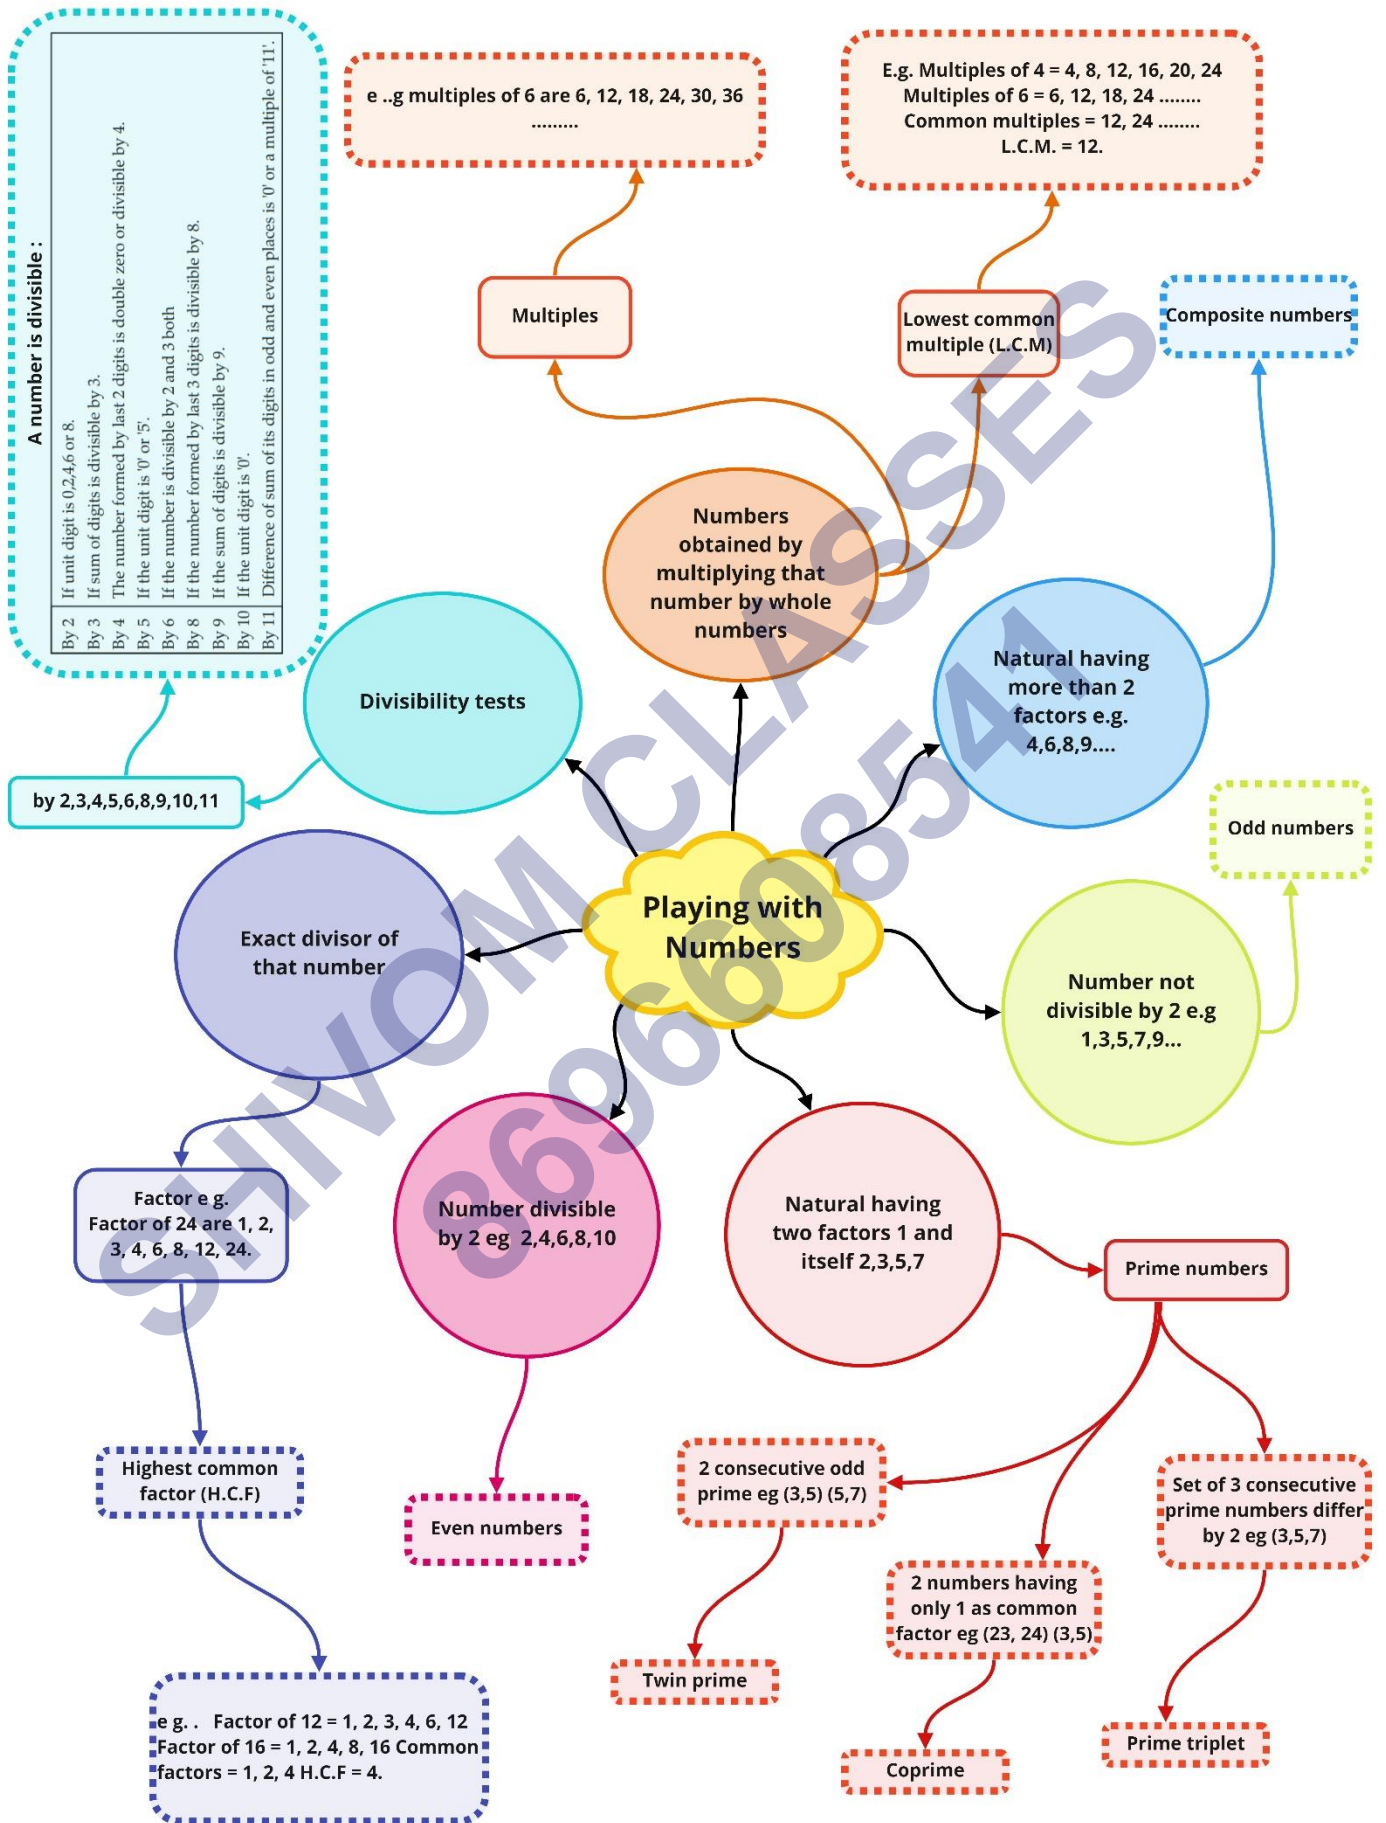 A number is divisible :
By 2 If unit digit is 0,2,4,6 or 8.
By 3 If sum of digits is divisible by 3.
By 4 The number formed by last 2 digits is double zero or divisible by 4.
By 5 If the unit digit is '0' or '5'.
By 6 If the number is divisible by 2 and 3 both
By 8 If the number formed by last 3 digits is divisible by 8.
By 9 If the sum of digits is divisible by 9.
By 10 If the unit digit is '0'.
By 11 Difference of sum of its digits in odd and even places is '0' or a multiple of '11'.
e ..g multiples of 6 are 6, 12, 18, 24, 30, 36
.........
E.g. Multiples of 4 = 4, 8, 12, 16, 20, 24
Multiples of 6 = 6, 12, 18, 24 ........
Common multiples = 12, 24 ........
L.C.M. = 12.
Multiples
Lowest common
multiple (L.C.M)
Composite numbers
Numbers
obtained by
multiplying that
number by whole
numbers
Divisibility tests
Natural having
more than 2
factors e.g.
4,6,8,9....
by 2,3,4,5,6,8,9,10,11
Odd numbers
Playing with
Numbers
Exact divisor of
that number
Number not
divisible by 2 e.g
1,3,5,7,9...
Factor e g.
Factor of 24 are 1, 2,
3, 4, 6, 8, 12, 24.
Number divisible
by 2 eg 2,4,6,8,10
Natural having
two factors 1 and
itself 2,3,5,7
Prime numbers
Highest common
factor (H.C.F)
Even numbers
2 consecutive odd
prime eg (3,5) (5,7)
Set of 3 consecutive
prime numbers differ
by 2 eg (3,5,7)
2 numbers having
only 1 as common
factor eg (23, 24) (3,5)
Twin prime
e g. . Factor of 12 = 1, 2, 3, 4, 6, 12
Factor of 16 = 1, 2, 4, 8, 16 Common
factors = 1, 2, 4 H.C.F = 4.
Coprime
Prime triplet
SHIVOM CLASSES
8696608541